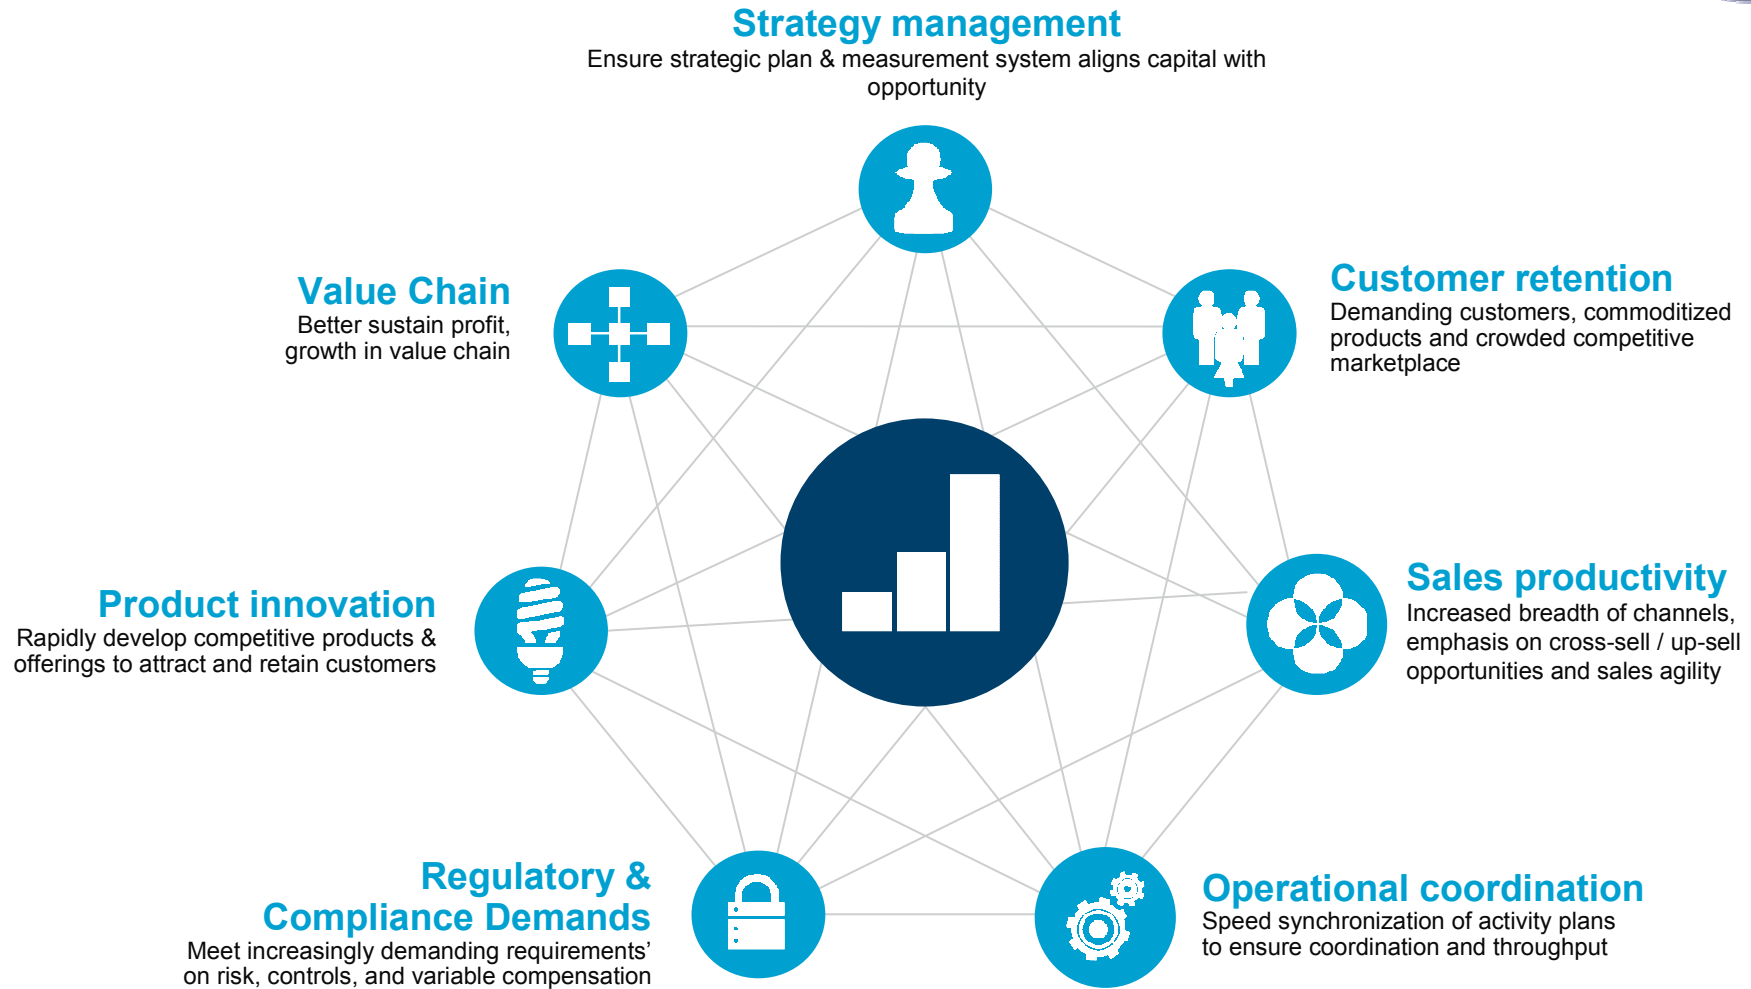 Strategy management
Ensure strategic plan & measurement system aligns capital with
opportunity
Value Chain
Better sustain profit,
growth in value chain
Customer retention
Demanding customers, commoditized
products and crowded competitive
marketplace
Product innovation
Rapidly develop competitive products &
offerings to attract and retain customers
Sales productivity
Increased breadth of channels,
emphasis on cross-sell / up-sell
opportunities and sales agility
Regulatory &
Compliance Demands
Meet increasingly demanding requirements’
on risk, controls, and variable compensation
Operational coordination
Speed synchronization of activity plans
to ensure coordination and throughput